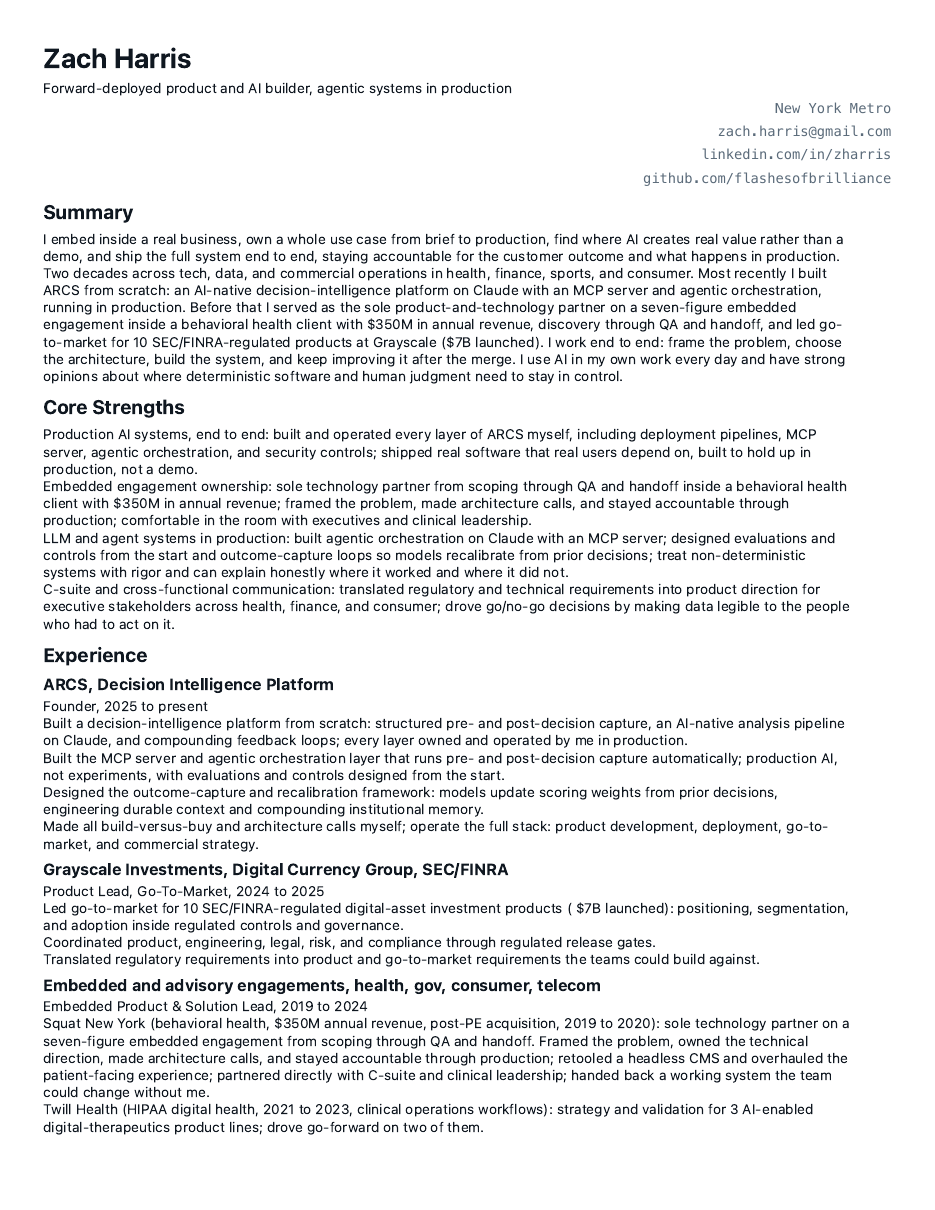 Zach Harris
Forward-deployed product and AI builder, agentic systems in production
New York Metro
zach.harris@gmail.com
linkedin.com/in/zharris
github.com/flashesofbrilliance
Summary
I embed inside a real business, own a whole use case from brief to production, find where AI creates real value rather than a
demo, and ship the full system end to end, staying accountable for the customer outcome and what happens in production.
Two decades across tech, data, and commercial operations in health, finance, sports, and consumer. Most recently I built
ARCS from scratch: an AI-native decision-intelligence platform on Claude with an MCP server and agentic orchestration,
running in production. Before that I served as the sole product-and-technology partner on a seven-figure embedded
engagement inside a behavioral health client with $350M in annual revenue, discovery through QA and handoff, and led go-
to-market for 10 SEC/FINRA-regulated products at Grayscale ($7B launched). I work end to end: frame the problem, choose
the architecture, build the system, and keep improving it after the merge. I use AI in my own work every day and have strong
opinions about where deterministic software and human judgment need to stay in control.
Core Strengths
Production AI systems, end to end: built and operated every layer of ARCS myself, including deployment pipelines, MCP
server, agentic orchestration, and security controls; shipped real software that real users depend on, built to hold up in
production, not a demo.
Embedded engagement ownership: sole technology partner from scoping through QA and handoff inside a behavioral health
client with $350M in annual revenue; framed the problem, made architecture calls, and stayed accountable through
production; comfortable in the room with executives and clinical leadership.
LLM and agent systems in production: built agentic orchestration on Claude with an MCP server; designed evaluations and
controls from the start and outcome-capture loops so models recalibrate from prior decisions; treat non-deterministic
systems with rigor and can explain honestly where it worked and where it did not.
C-suite and cross-functional communication: translated regulatory and technical requirements into product direction for
executive stakeholders across health, finance, and consumer; drove go/no-go decisions by making data legible to the people
who had to act on it.
Experience
ARCS, Decision Intelligence Platform
Founder, 2025 to present
Built a decision-intelligence platform from scratch: structured pre- and post-decision capture, an AI-native analysis pipeline
on Claude, and compounding feedback loops; every layer owned and operated by me in production.
Built the MCP server and agentic orchestration layer that runs pre- and post-decision capture automatically; production AI,
not experiments, with evaluations and controls designed from the start.
Designed the outcome-capture and recalibration framework: models update scoring weights from prior decisions,
engineering durable context and compounding institutional memory.
Made all build-versus-buy and architecture calls myself; operate the full stack: product development, deployment, go-to-
market, and commercial strategy.
Grayscale Investments, Digital Currency Group, SEC/FINRA
Product Lead, Go-To-Market, 2024 to 2025
Led go-to-market for 10 SEC/FINRA-regulated digital-asset investment products ( $7B launched): positioning, segmentation,
and adoption inside regulated controls and governance.
Coordinated product, engineering, legal, risk, and compliance through regulated release gates.
Translated regulatory requirements into product and go-to-market requirements the teams could build against.
Embedded and advisory engagements, health, gov, consumer, telecom
Embedded Product & Solution Lead, 2019 to 2024
Squat New York (behavioral health, $350M annual revenue, post-PE acquisition, 2019 to 2020): sole technology partner on a
seven-figure embedded engagement from scoping through QA and handoff. Framed the problem, owned the technical
direction, made architecture calls, and stayed accountable through production; retooled a headless CMS and overhauled the
patient-facing experience; partnered directly with C-suite and clinical leadership; handed back a working system the team
could change without me.
Twill Health (HIPAA digital health, 2021 to 2023, clinical operations workflows): strategy and validation for 3 AI-enabled
digital-therapeutics product lines; drove go-forward on two of them.